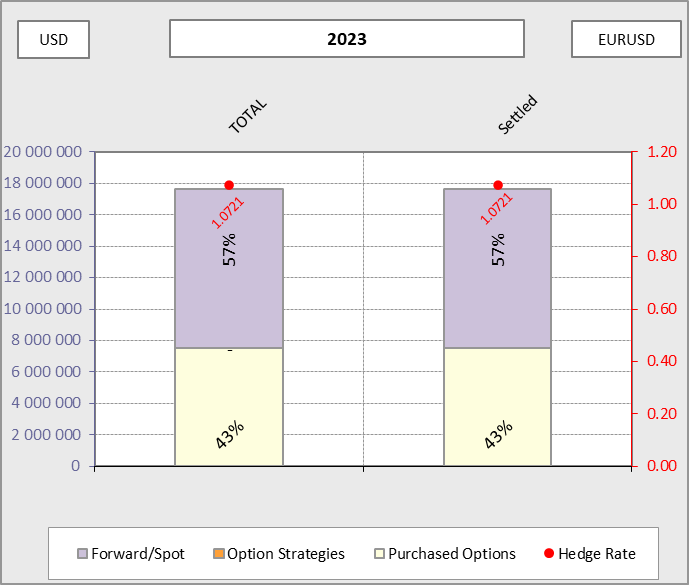 USD
2023
EURUSD
TOTAL
Settled
20 000 000
18 000 000
16 000 000
14 000 000
12 000 000
10 000 000
8 000 000
6 000 000
4 000 000
2 000 000
0
1.20
1.00
0.80
0.60
0.40
0.20
0.00
1.0721
57%
-
43%
1.0721
57%
43%
Forward/Spot Option Strategies Purchased Options Hedge Rate